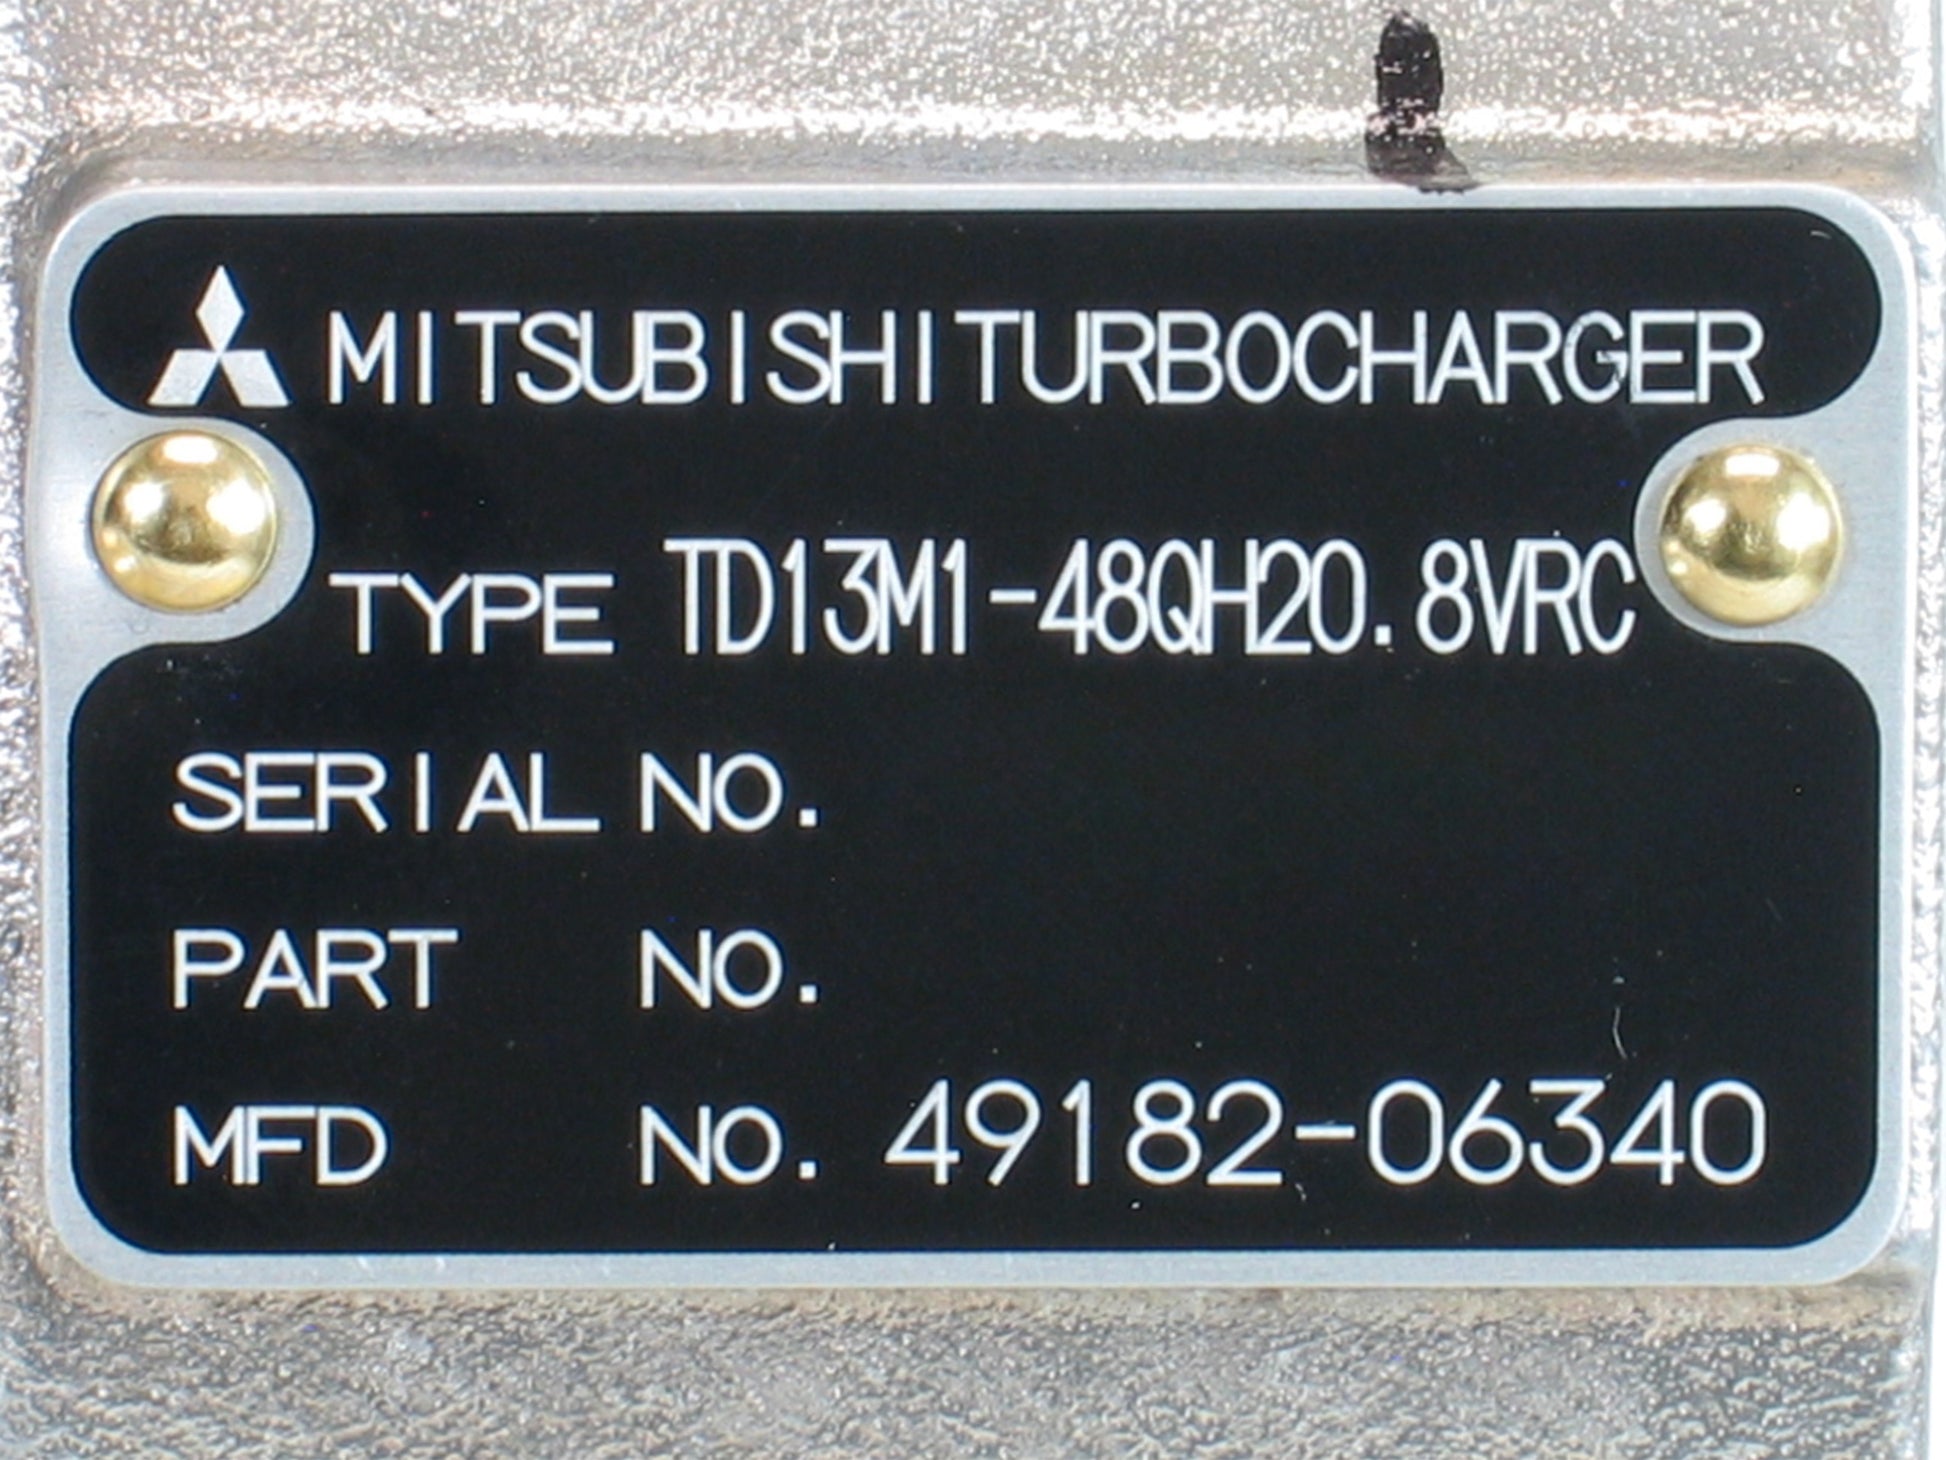 MITSUBISHI TURBOCHARGER
TYPE TD13M1-48QH20.8VRC
SERIAL NO.
PART NO.
MFD NO. 49182-06340